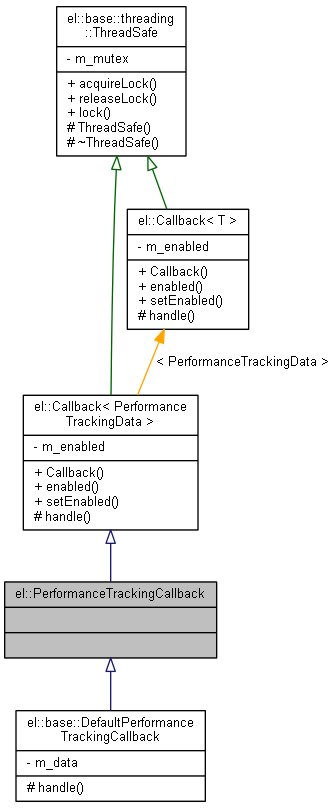 el::base::threading
::ThreadSafe
- m_mutex
+ acquireLock()
+ releaseLock()
+ lock()
# ThreadSafe()
# ~ThreadSafe()
el::Callback< T >
- m_enabled
+ Callback()
+ enabled()
+ setEnabled()
# handle()
< PerformanceTrackingData >
el::Callback< Performance
TrackingData >
- m_enabled
+ Callback()
+ enabled()
+ setEnabled()
# handle()
el::PerformanceTrackingCallback
el::base::DefaultPerformance
TrackingCallback
- m_data
# handle()